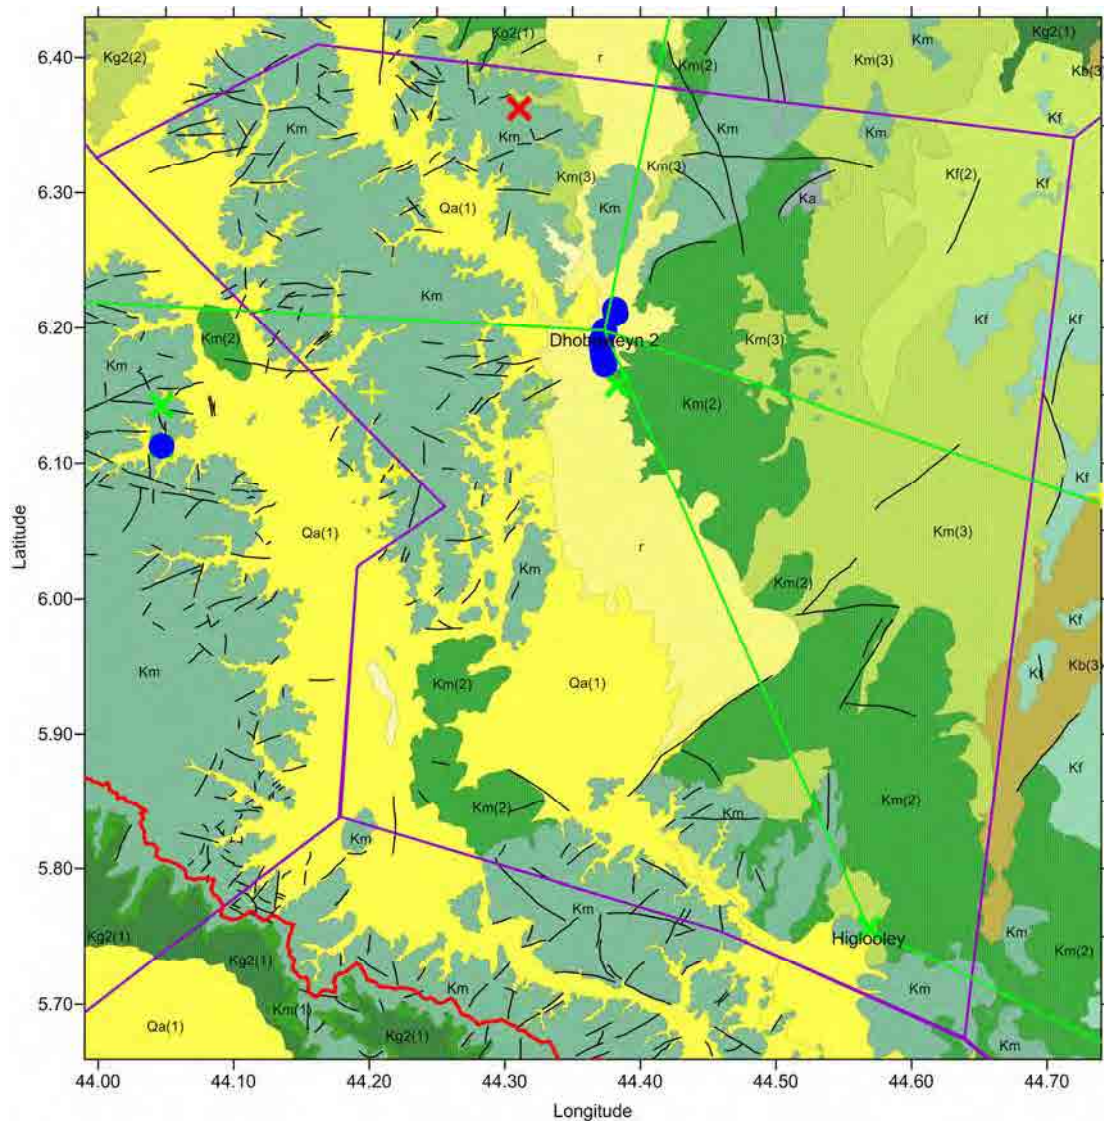 Kg2(1)
Km
Kg2(1)
Kg2(2)
r
Km(2)
Km(3)
Kb(3
6.40
Km
Km
Km
Km
Kf
Km(3)
Km(3)
Kf(2)
Kf
6.30
Qa(1)
Km
Ka
Km
Kf
Kf
6.20
Km(2)
Dhobuweyn 2
Km(3)
Km
Km(2)
Latitude
6.10
Kf
Qa(1)
r
Km(3)
Km
Km(2)
6.00
Kf
Km
Km(2)
Qa(1)
Kb(3
5.90
Kf
Km(2)
Km(2)
Km
Km
5.80
Km
Kg2(1)
Higlooley
Km
Km(2)
Kg2(1)
Km
Km
5.70
Qa(1)
Km(1)
Kg2(1)
Km
44.00 44.10 44.20 44.30 44.40 44.50 44.60 44.70
Longitude